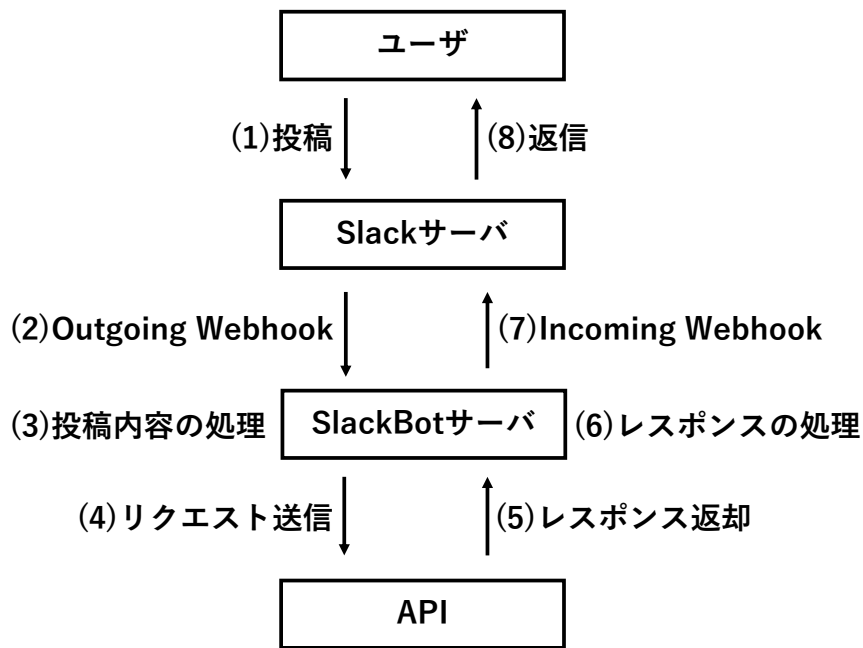 ユーザ
(1)投稿
(8)返信
Slackサーバ
(2)Outgoing Webhook
(7)Incoming Webhook
(3)投稿内容の処理
SlackBotサーバ
(6)レスポンスの処理
(4)リクエスト送信
(5)レスポンス返却
API